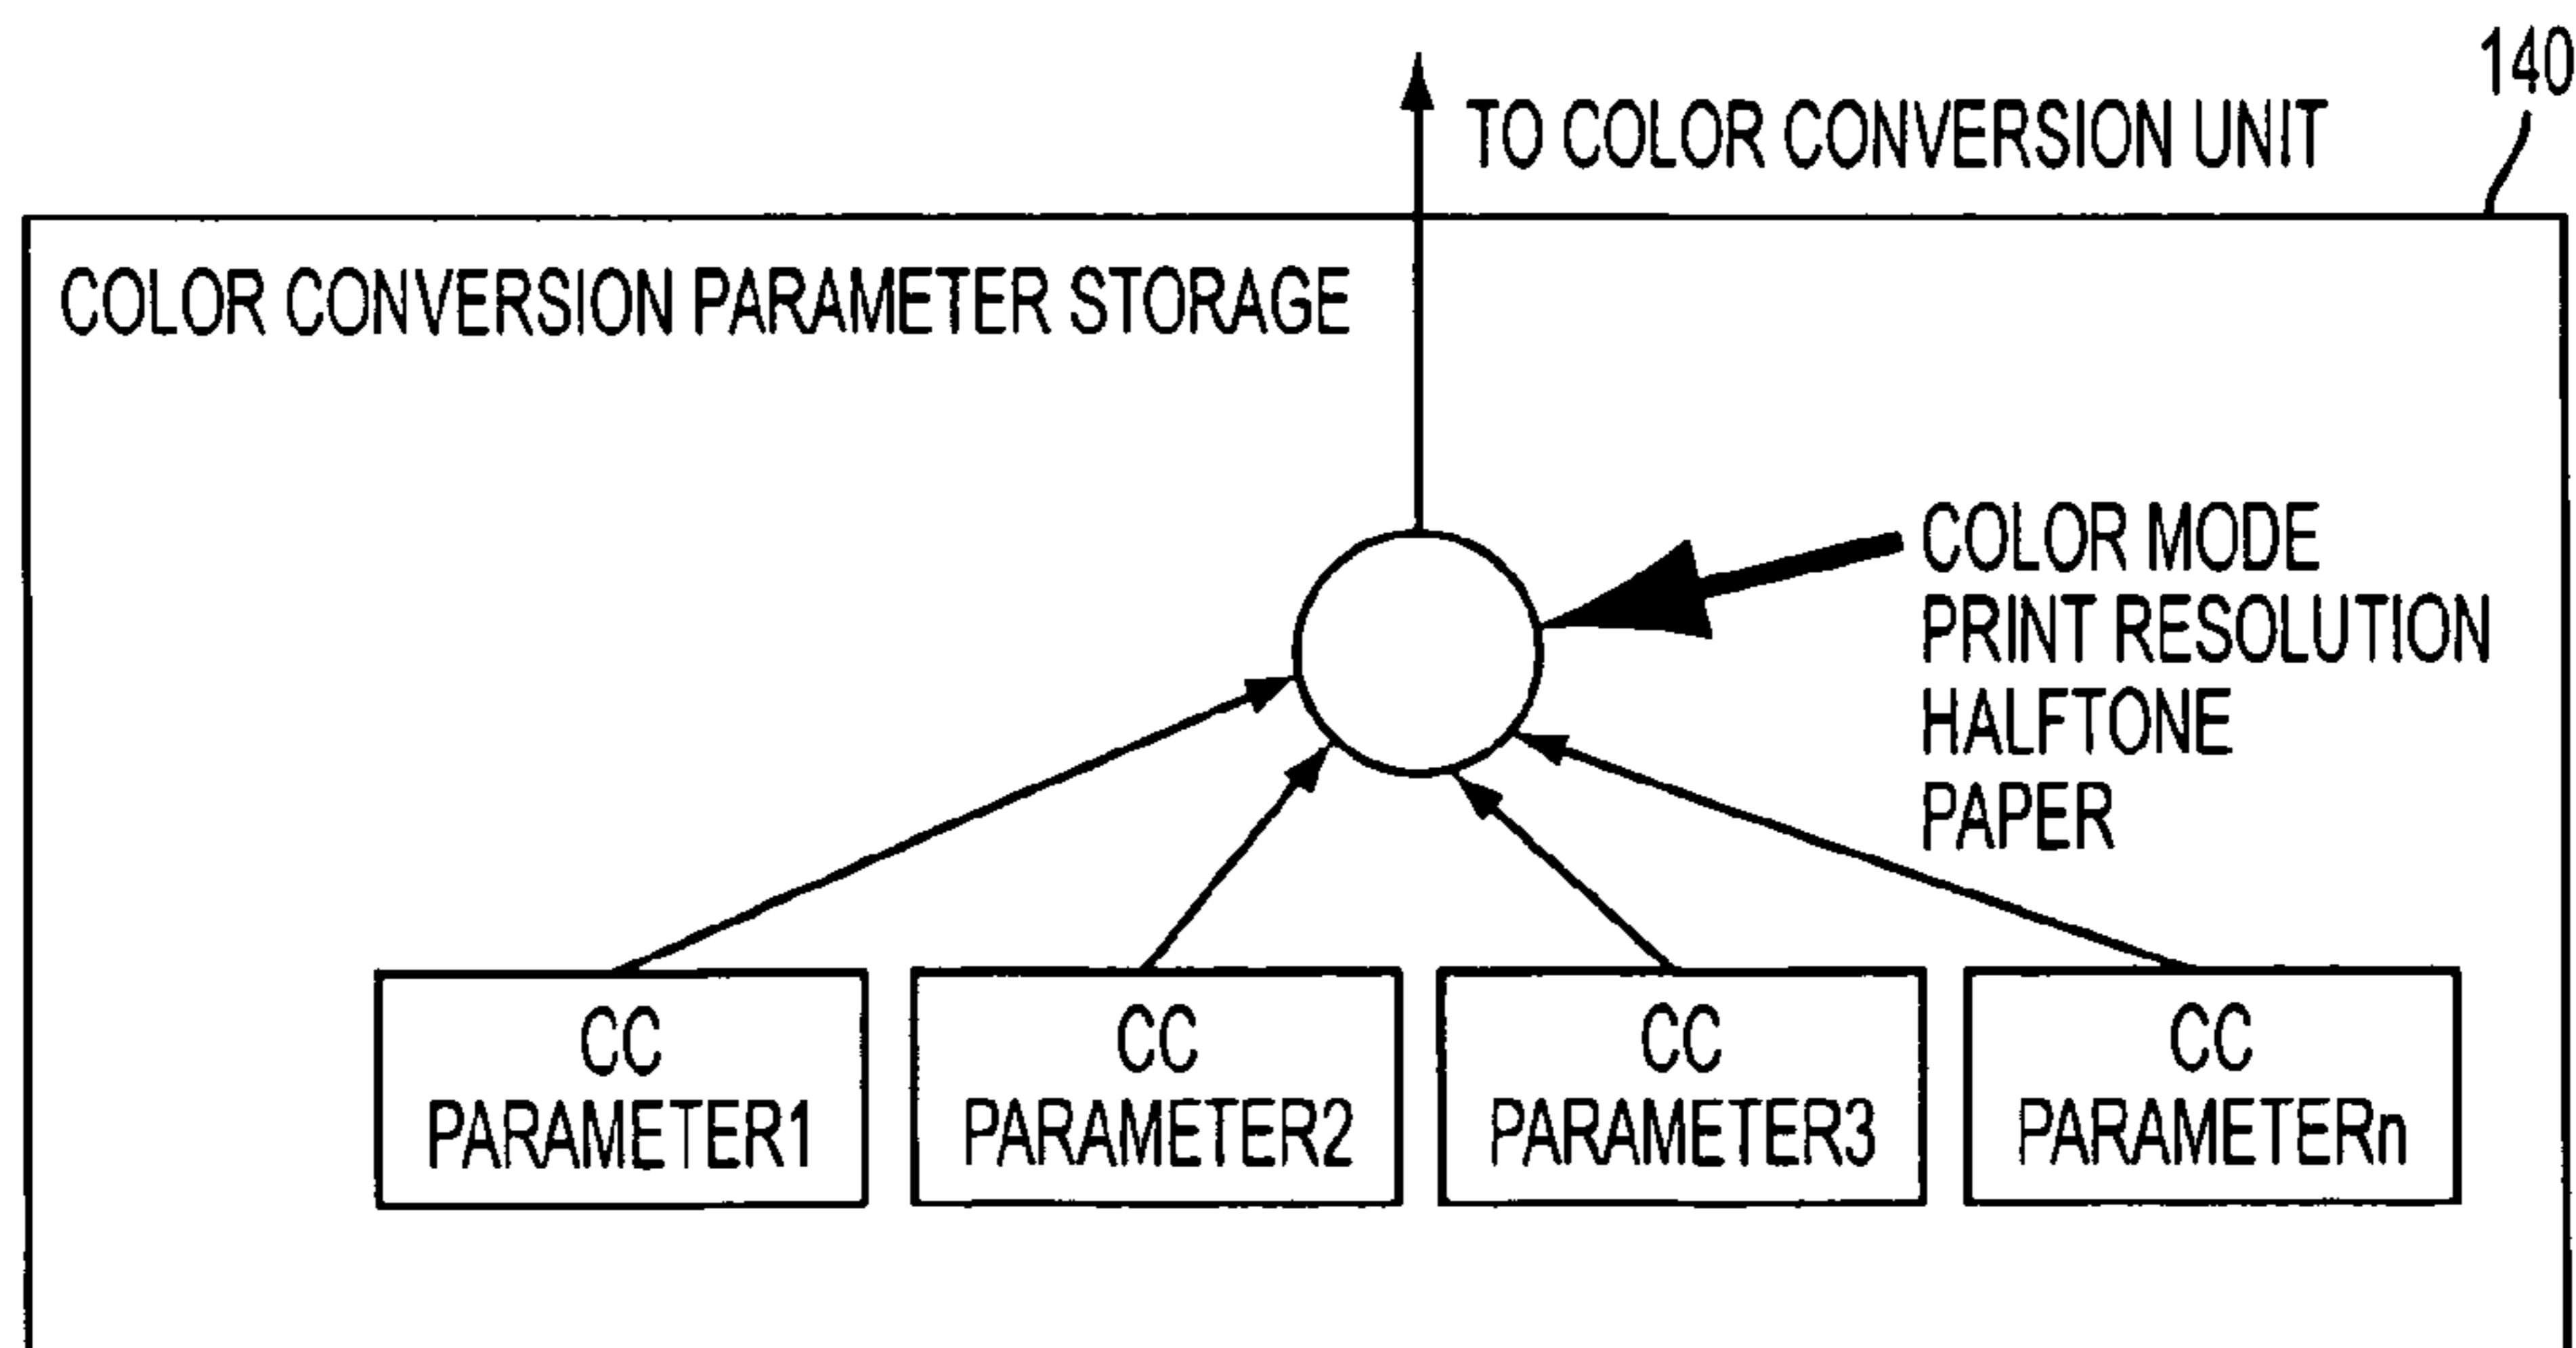 140
TO COLOR CONVERSION UNIT
COLOR CONVERSION PARAMETER STORAGE
COLOR MODE
PRINT RESOLUTION
HALFTONE
PAPER
CC
PARAMETER1
CC
PARAMETER2
CC
PARAMETER3
CC
PARAMETERn